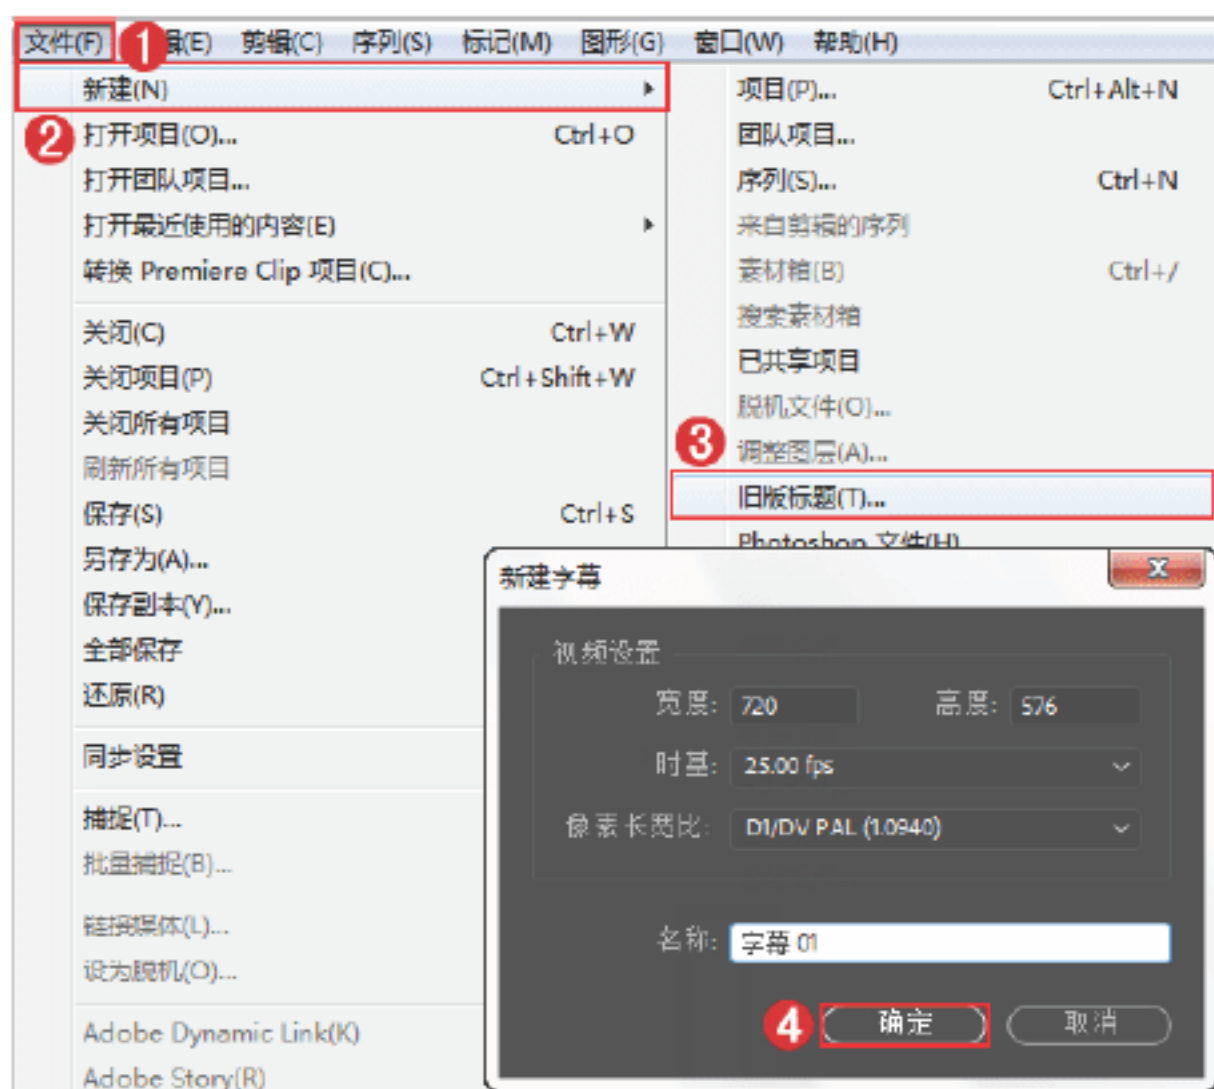 文件(F) 1 辑(E) 剪辑(C) 序列(S) 标记(M) 图形(G) 窗口(W) 帮助(H)
新建(N)
2
打开项目(O)... Ctrl+O
打开团队项目...
打开最近使用的内容(E)
转换 Premiere Clip 项目(C)...
关闭(C) Ctrl+W
关闭项目(P) Ctrl+Shift+W
关闭所有项目
刷新所有项目
保存(S) Ctrl+S
另存为(A)...
保存副本(Y)...
全部保存
还原(R)
同步设置
捕捉(T)...
批量捕捉(B)...
链接媒体(L)...
设为脱机(O)...
Adobe Dynamic Link(K)
Adobe Story(R)
项目(P)... Ctrl+Alt+N
团队项目...
序列(S)... Ctrl+N
来自剪辑的序列
素材箱(B) Ctrl+/
搜索素材箱
已共享项目
脱机文件(O)...
3
调整图层(A)...
旧版标题(T)...
Photoshop 文件(H)
新建字幕
视频设置
宽度: 720 高度: 576
时基: 25.00 fps
像素长宽比: D1/DV PAL (1.0940)
名称: 字幕 01
4 确定 取消